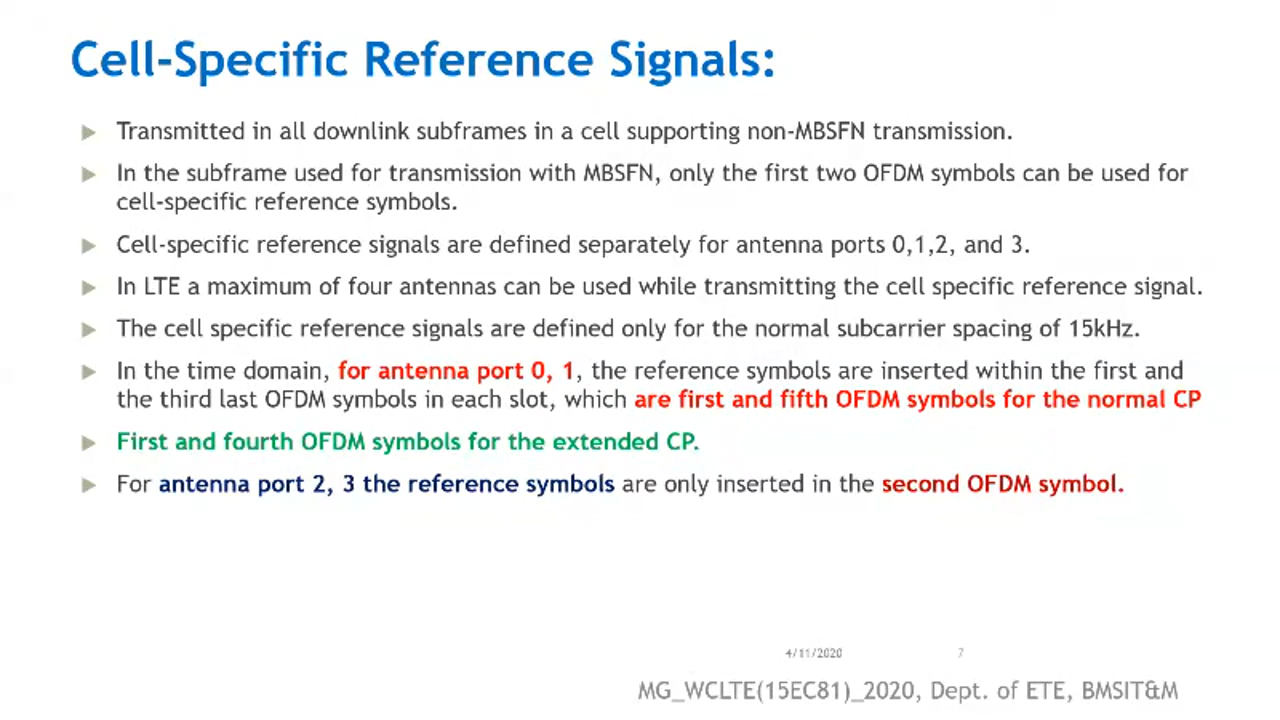 Cell-Specific Reference Signals:
Transmitted in all downlink subframes in a cell supporting non-MBSFN transmission.
In the subframe used for transmission with MBSFN, only the first two OFDM symbols can be used for
cell-specific reference symbols.
Cell-specific reference signals are defined separately for antenna ports 0,1,2, and 3.
In LTE a maximum of four antennas can be used while transmitting the cell specific reference signal.
The cell specific reference signals are defined only for the normal subcarrier spacing of 15kHz.
In the time domain, for antenna port 0, 1, the reference symbols are inserted within the first and
the third last OFDM symbols in each slot, which are first and fifth OFDM symbols for the normal CP
First and fourth OFDM symbols for the extended CP.
For antenna port 2, 3 the reference symbols are only inserted in the second OFDM symbol.
4/11/2020 7
MG_WCLTE(15EC81)_2020, Dept. of ETE, BMSIT&M